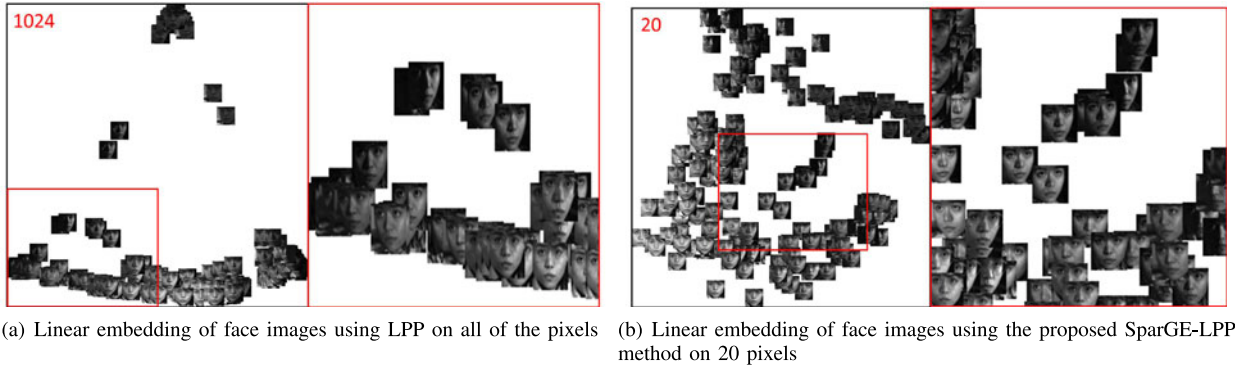 1024
20
(a) Linear embedding of face images using LPP on all of the pixels
(b) Linear embedding of face images using the proposed SparGE-LPP
method on 20 pixels